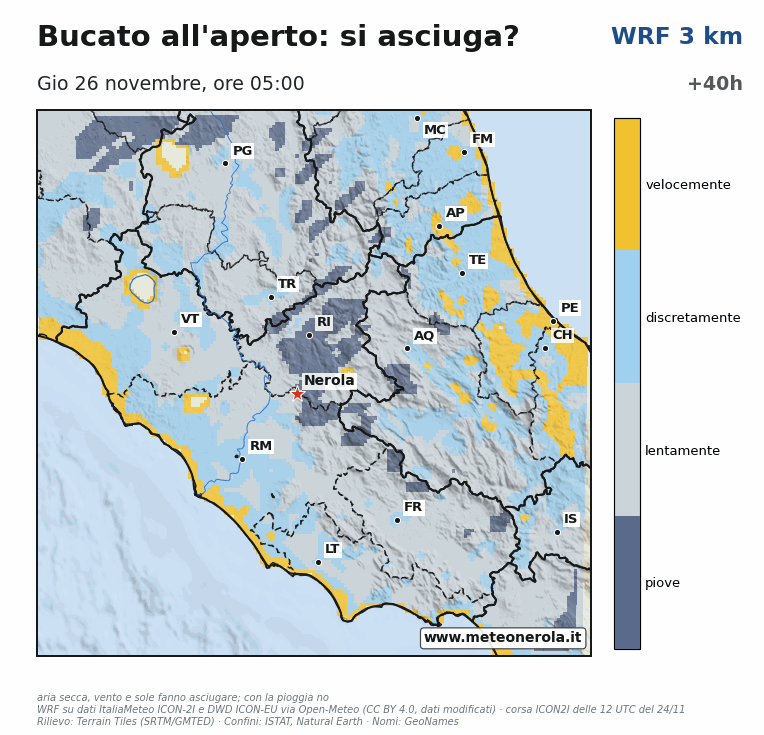 Bucato all'aperto: si asciuga?
WRF 3 km
Gio 26 novembre, ore 05:00
+40h
MC
FM
PG
AP
TE
TR
PE
VT
RI
AQ
CH
Nerola
RM
FR
IS
LT
www.meteonerola.it
velocemente
discretamente
lentamente
piove
aria secca, vento e sole fanno asciugare; con la pioggia no
WRF su dati ItaliaMeteo ICON-2I e DWD ICON-EU via Open-Meteo (CC BY 4.0, dati modificati) · corsa ICON2I delle 12 UTC del 24/11
Rilievo: Terrain Tiles (SRTM/GMTED) · Confini: ISTAT, Natural Earth · Nomi: GeoNames